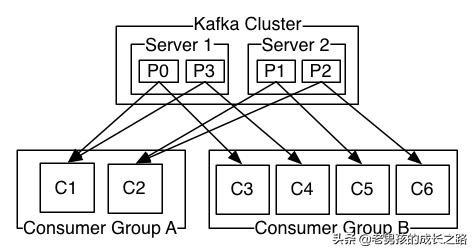 Kafka Cluster
Server 1
Server 2
P0
P3
P1
P2
C1
C2
C3
C4
C5
C6
Consumer Group A
Consumer Group B
头条 @老男孩的成长之路